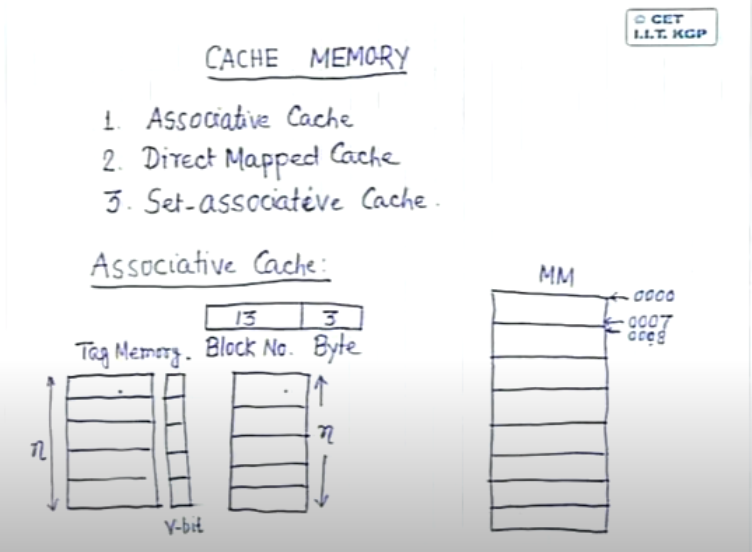 © CET
I.I.T. KGP
CACHE MEMORY
1. Associative Cache
2. Direct Mapped Cache
3. Set-associative Cache.
Associative Cache:
13 3
Tag Memory. Block No. Byte
n
V-bit
n
MM
0000
0007
0008